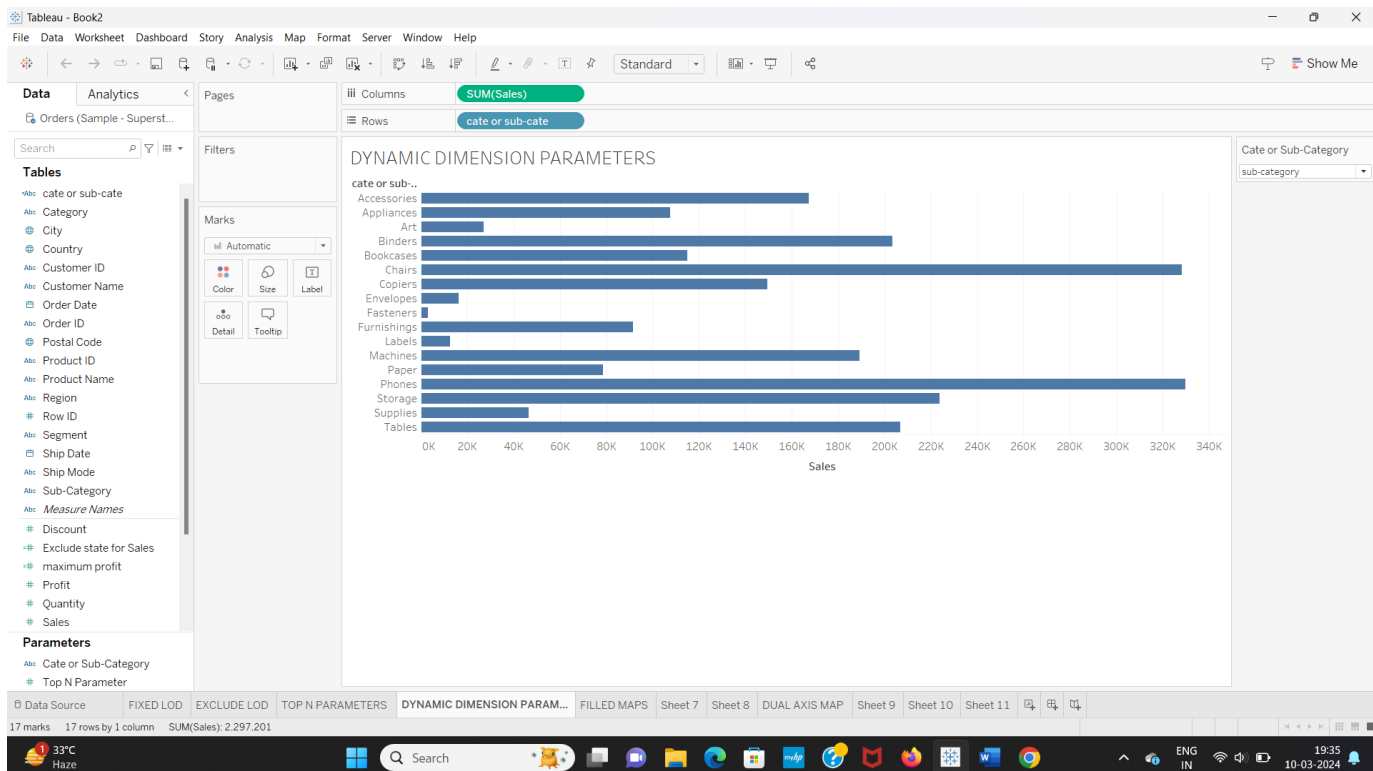 Tableau - Book2
File Data Worksheet Dashboard Story Analysis Map Format Server Window Help
Standard
Show Me
Data Analytics
Orders (Sample - Superst...
Search
Tables
cate or sub-cate
Category
City
Country
Customer ID
Customer Name
Order Date
Order ID
Postal Code
Product ID
Product Name
Region
Row ID
Segment
Ship Date
Ship Mode
Sub-Category
Measure Names
Discount
Exclude state for Sales
maximum profit
Profit
Quantity
Sales
Parameters
Cate or Sub-Category
Top N Parameter
Pages
Filters
Marks
Automatic
Color Size Label
Detail Tooltip
Columns SUM(Sales)
Rows cate or sub-cate
DYNAMIC DIMENSION PARAMETERS
cate or sub-..
Accessories
Appliances
Art
Binders
Bookcases
Chairs
Copiers
Envelopes
Fasteners
Furnishings
Labels
Machines
Paper
Phones
Storage
Supplies
Tables
0K 20K 40K 60K 80K 100K 120K 140K 160K 180K 200K 220K 240K 260K 280K 300K 320K 340K
Sales
Cate or Sub-Category
sub-category
Data Source FIXED LOD EXCLUDE LOD TOP N PARAMETERS DYNAMIC DIMENSION PARAM... FILLED MAPS Sheet 7 Sheet 8 DUAL AXIS MAP Sheet 9 Sheet 10 Sheet 11
17 marks 17 rows by 1 column SUM(Sales): 2,297,201
1
33°C
Haze
Search
ENG
IN
19:35
10-03-2024